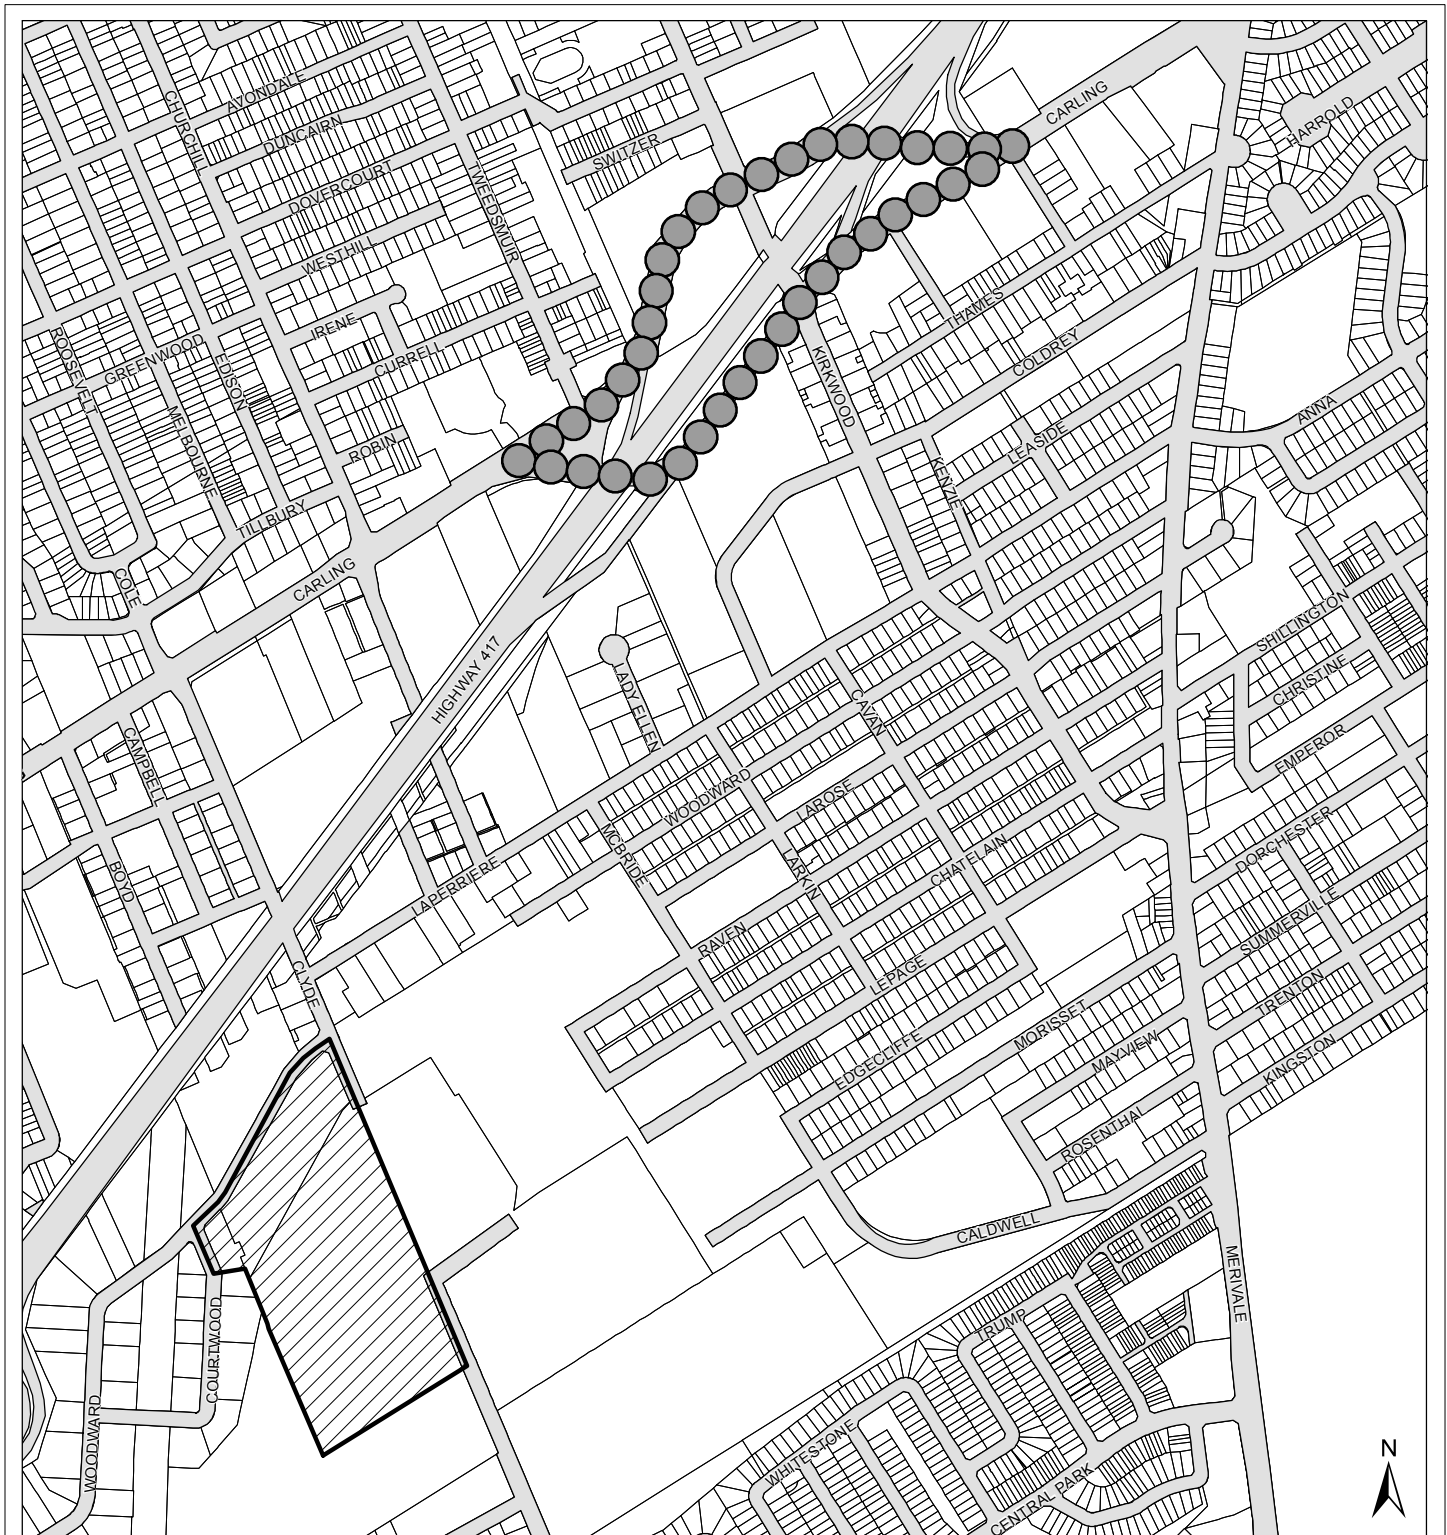 CARLING
HARROLD
AVONDALE
CHURCHILL
DUNCAIRN
SWITZER
DOVERCOURT
TWEEDSMUIR
WESTHILL
THAMES
IRENE
COLDREY
ROOSEVELT
GREENWOOD
EDISON
CURRELL
KIRKWOOD
ANNA
MELBOURNE
ROBIN
LEASIDE
KENZIE
TILLBURY
COLE
CARLING
SHILLINGTON
HIGHWAY 417
CHRISTINE
LADY ELLEN
CAVAN
EMPEROR
CAMPBELL
WOODWARD
LAROSE
DORCHESTER
MCBRIDE
CHATELAIN
BOYD
LARKIN
LAPERRIERE
SUMMERVILLE
RAVEN
LEPAGE
CLYDE
TRENTON
MORISSET
MAYVIEW
EDGECLIFFE
KINGSTON
ROSENTHAL
CALDWELL
MERIVALE
TRUMP
COURTWOOD
WOODWARD
WHITESTONE
CENTRAL PARK
N